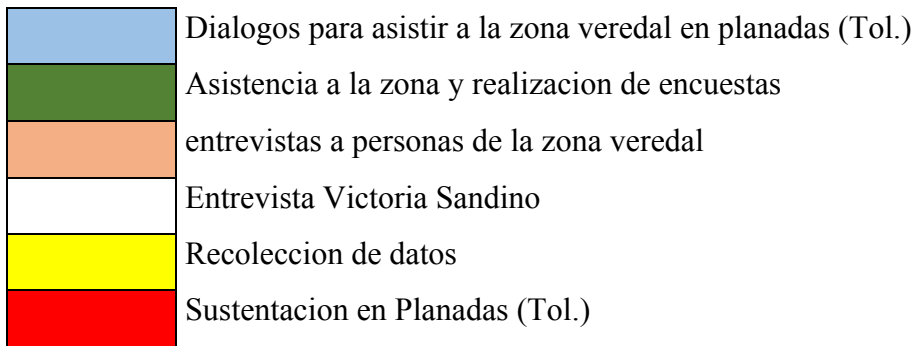 Dialogos para asistir a la zona veredal en planadas (Tol.)
Asistencia a la zona y realizacion de encuestas
entrevistas a personas de la zona veredal
Entrevista Victoria Sandino
Recoleccion de datos
Sustentacion en Planadas (Tol.)